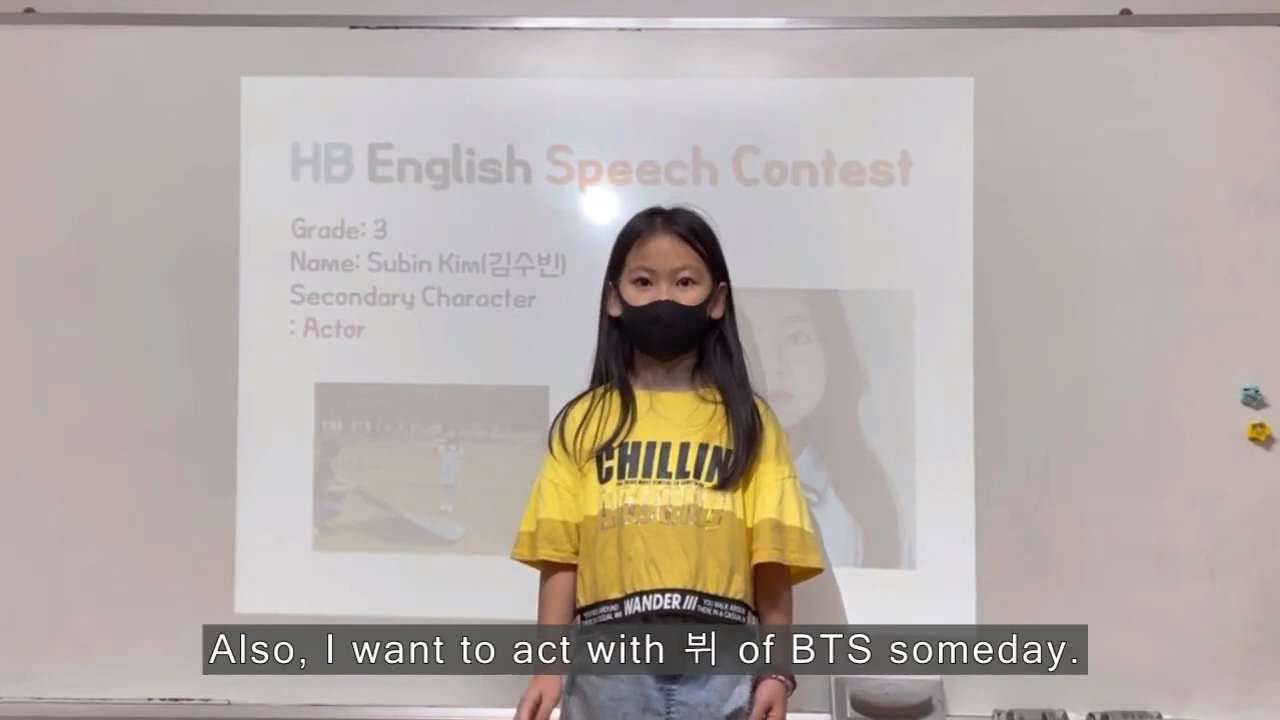 HB English Speech Contest
Grade: 3
Name: Subin Kim(김수빈)
Secondary Character
: Actor
CHILLIN
WANDER ///
Also, I want to act with 뷔 of BTS someday.